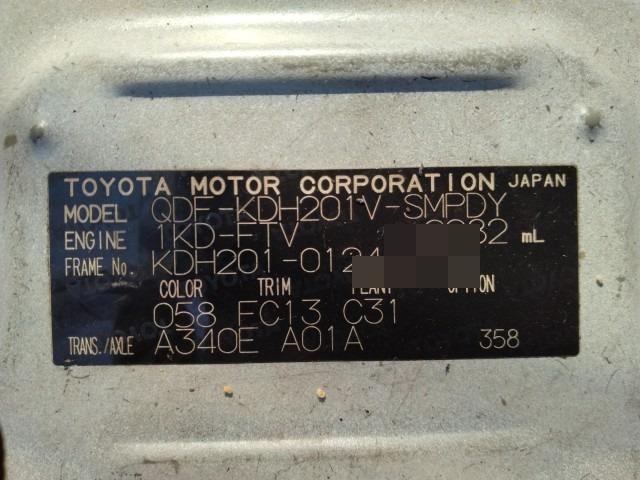 TOYOTA MOTOR CORPORATION JAPAN
MODEL QDF-KDH201V-SMPDY
ENGINE 1KD-FTV mL
FRAME No. KDH201-0124
COLOR TRIM PLANT OPTION
058 FC13 C31
TRANS./AXLE A340E A01A 358